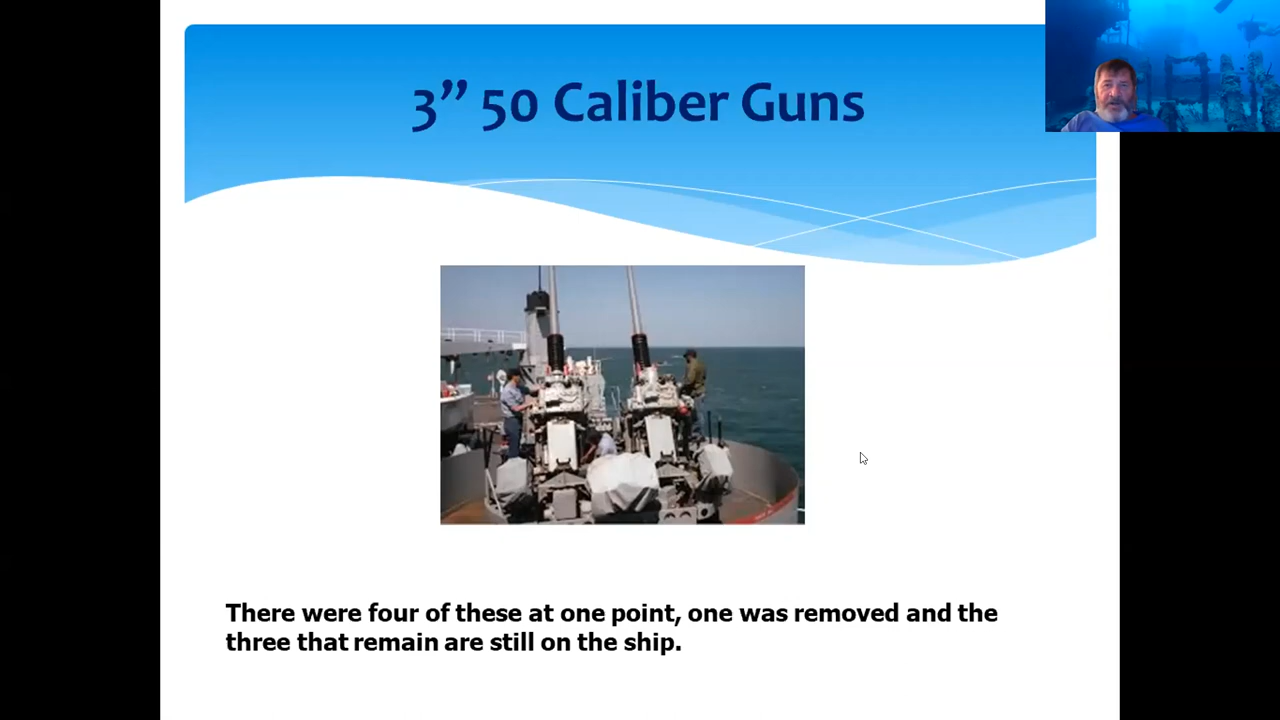 3” 50 Caliber Guns
There were four of these at one point, one was removed and the
three that remain are still on the ship.